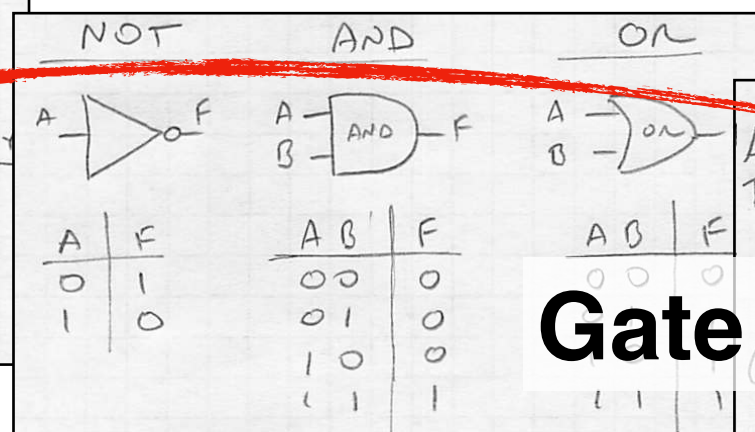 NOT AND OR
A F A B AND F A B OR
A F A B F A B F
0 1 0 0 0 0 0 0
1 0 0 1 0
1 0 0
1 1 1 1 1 1
Gate